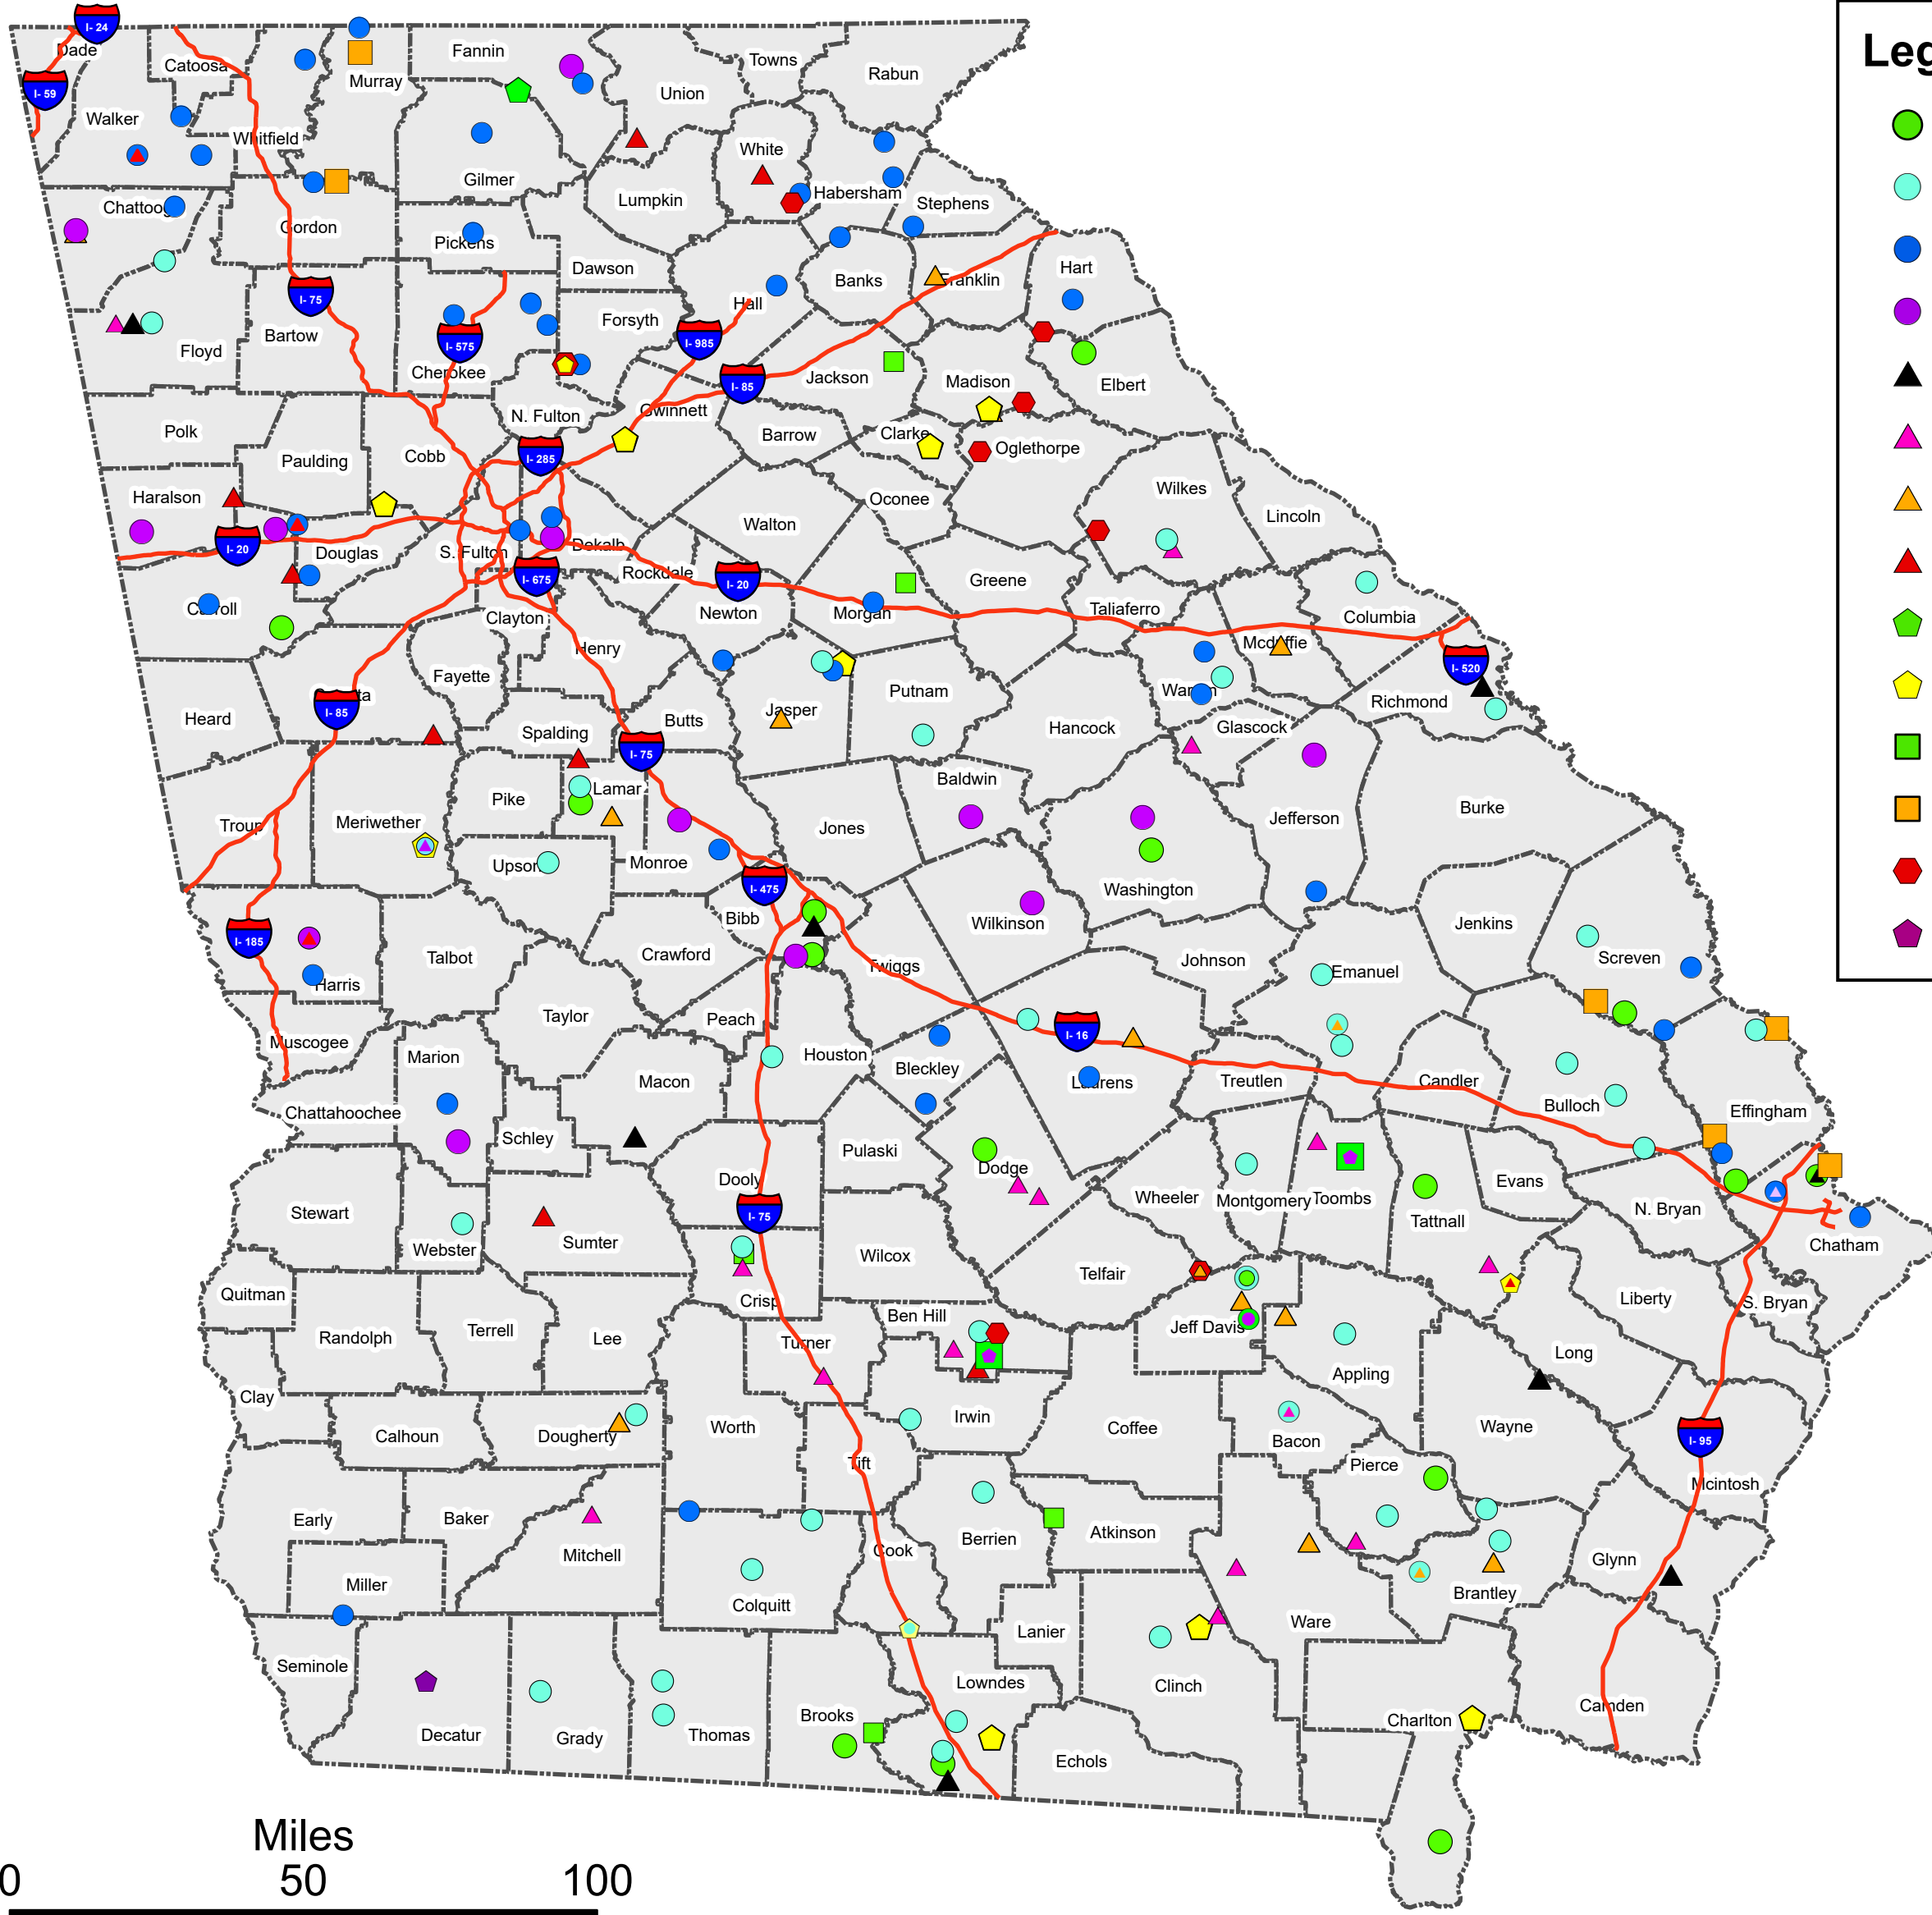 I- 24
Dade
Fannin
Towns
Leg
Catoosa
Rabun
Murray
I- 59
Union
Walker
Whitfield
White
Gilmer
Habersham
Lumpkin
Stephens
Chattoog
Gordon
Pickens
Dawson
Hart
Banks
Franklin
I- 75
Hall
Forsyth
Bartow
I- 575
I- 985
Floyd
Cherokee
Jackson
Madison
Elbert
I- 85
N. Fulton
Gwinnett
Polk
Barrow
Clarke
Paulding
Cobb
I- 285
Oglethorpe
Haralson
Wilkes
Oconee
Lincoln
Walton
I- 20
Douglas
S. Fulton
Dekalb
Rockdale
I- 675
I- 20
Greene
Carroll
Newton
Morgan
Taliaferro
Columbia
Clayton
Henry
Mcduffie
I- 520
Fayette
Putnam
Warren
Richmond
Heard
I- 85
Jasper
Butts
Spalding
Hancock
Glascock
I- 75
Baldwin
Lamar
Pike
Burke
Troup
Meriwether
Jones
Jefferson
Upson
Monroe
I- 475
Washington
Bibb
Wilkinson
Jenkins
I- 185
Talbot
Crawford
Twiggs
Johnson
Emanuel
Screven
Harris
Taylor
Peach
I- 16
Muscogee
Marion
Houston
Bleckley
Macon
Laurens
Treutlen
Candler
Chattahoochee
Bulloch
Effingham
Schley
Pulaski
Dooly
Dodge
Evans
Wheeler
Montgomery
Toombs
Stewart
I- 75
N. Bryan
Tattnall
Webster
Sumter
Wilcox
Chatham
Telfair
Quitman
Crisp
Liberty
S. Bryan
Ben Hill
Randolph
Terrell
Lee
Turner
Jeff Davis
Long
Appling
Clay
Irwin
Worth
Coffee
Wayne
Calhoun
Dougherty
Bacon
I- 95
Tift
Pierce
Mcintosh
Early
Baker
Atkinson
Berrien
Cook
Mitchell
Glynn
Miller
Brantley
Colquitt
Ware
Lanier
Seminole
Lowndes
Clinch
Camden
Brooks
Charlton
Decatur
Grady
Thomas
Echols
Miles
0
50
100